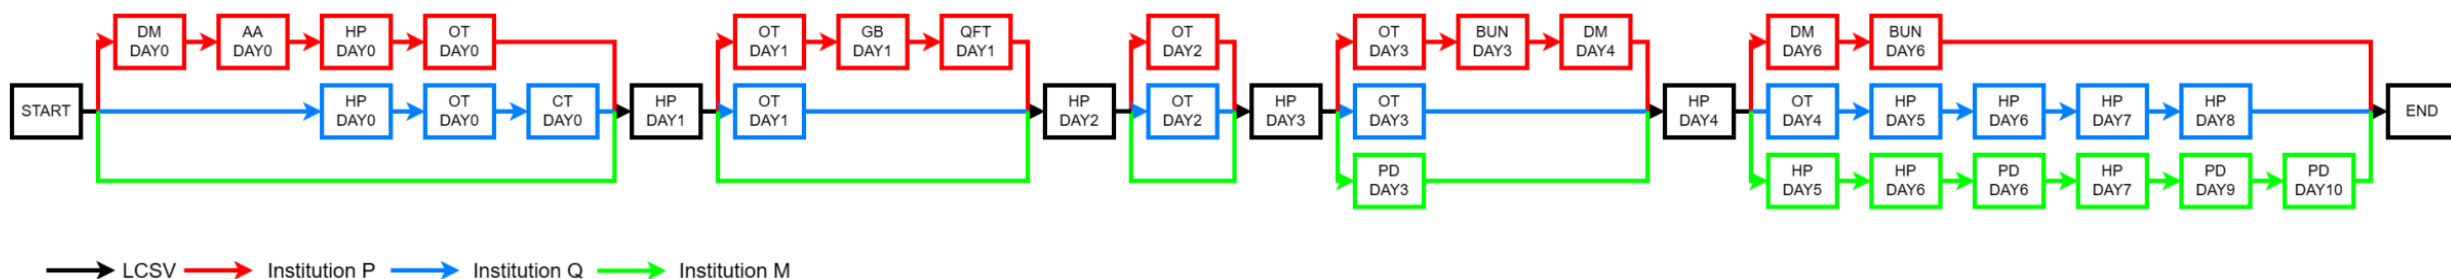 DM
DAY0
AA
DAY0
HP
DAY0
OT
DAY0
OT
DAY1
GB
DAY1
QFT
DAY1
OT
DAY2
OT
DAY3
BUN
DAY3
DM
DAY4
DM
DAY6
BUN
DAY6
START
HP
DAY0
OT
DAY0
CT
DAY0
HP
DAY1
OT
DAY1
HP
DAY2
OT
DAY2
HP
DAY3
OT
DAY3
HP
DAY4
OT
DAY4
HP
DAY5
HP
DAY6
HP
DAY7
HP
DAY8
END
PD
DAY3
HP
DAY5
HP
DAY6
PD
DAY6
HP
DAY7
PD
DAY9
PD
DAY10
LCSV
Institution P
Institution Q
Institution M